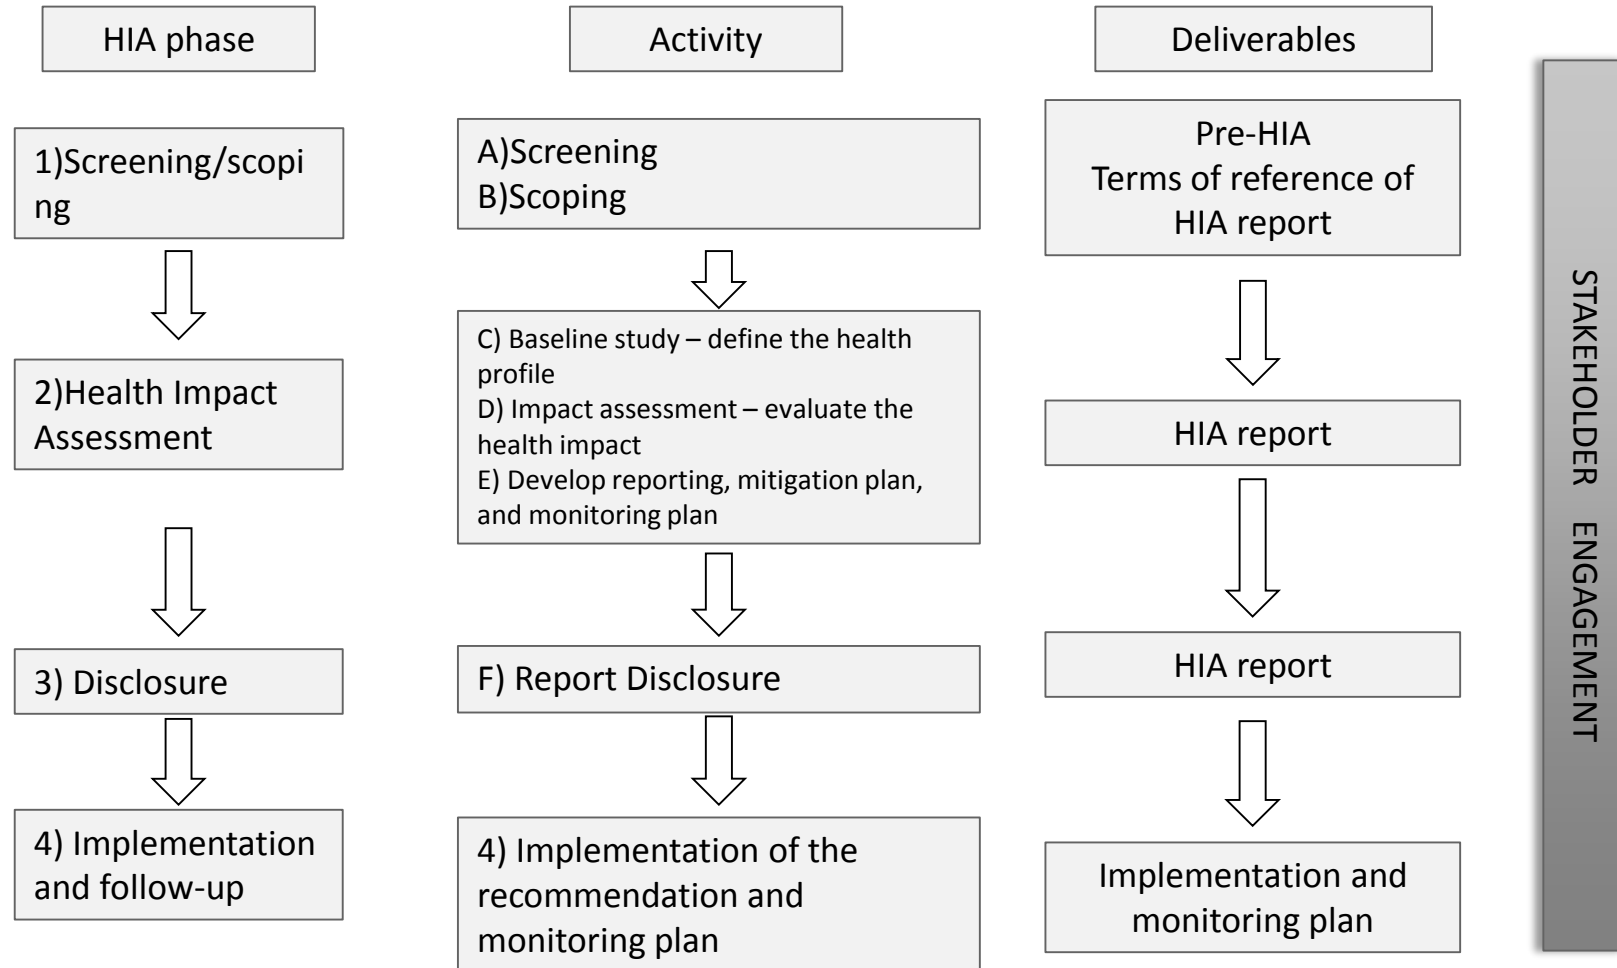 HIA phase
Activity
Deliverables
1)Screening/scopi
ng
A)Screening
B)Scoping
Pre-HIA
Terms of reference of
HIA report
2)Health Impact
Assessment
C) Baseline study – define the health
profile
D) Impact assessment – evaluate the
health impact
E) Develop reporting, mitigation plan,
and monitoring plan
HIA report
3) Disclosure
F) Report Disclosure
HIA report
4) Implementation
and follow-up
4) Implementation of the
recommendation and
monitoring plan
Implementation and
monitoring plan
STAKEHOLDER ENGAGEMENT